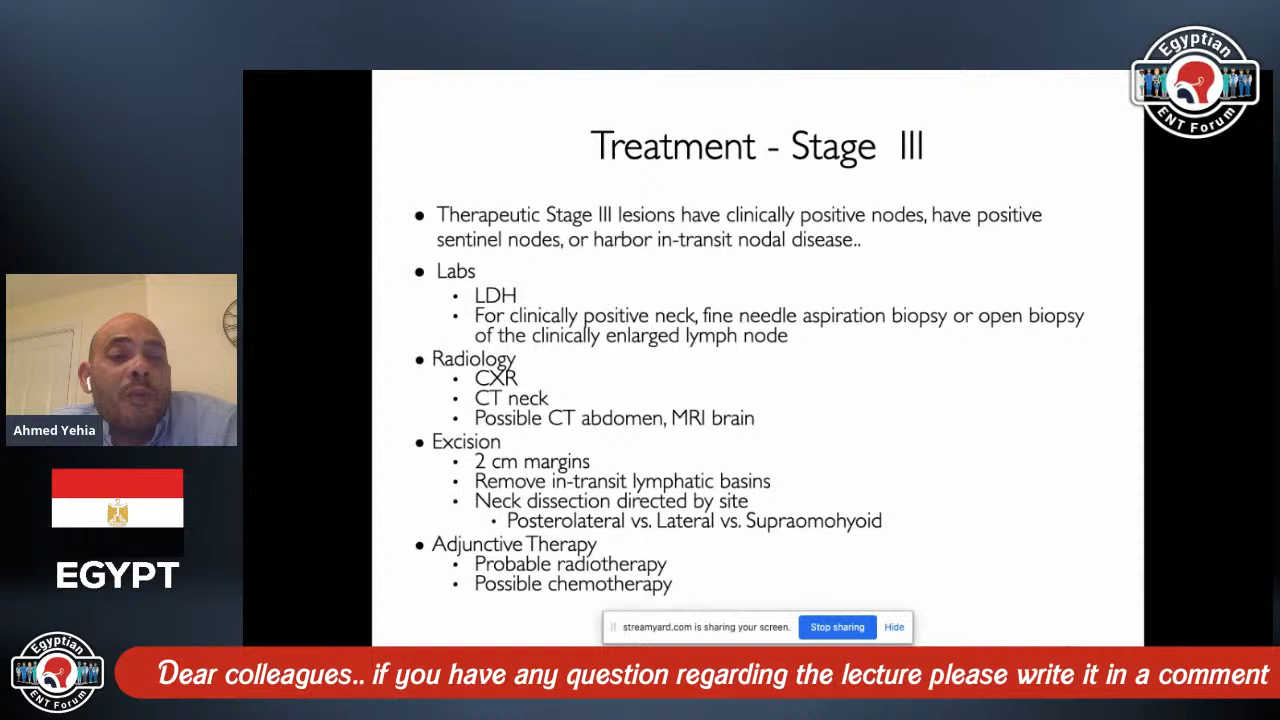 Egyptian
ENT Forum
Treatment - Stage III
● Therapeutic Stage III lesions have clinically positive nodes, have positive
sentinel nodes, or harbor in-transit nodal disease..
● Labs
• LDH
• For clinically positive neck, fine needle aspiration biopsy or open biopsy
of the clinically enlarged lymph node
● Radiology
• CXR
• CT neck
• Possible CT abdomen, MRI brain
● Excision
• 2 cm margins
• Remove in-transit lymphatic basins
• Neck dissection directed by site
• Posterolateral vs. Lateral vs. Supraomohyoid
● Adjunctive Therapy
• Probable radiotherapy
• Possible chemotherapy
Ahmed Yehia
EGYPT
streamyard.com is sharing your screen. Stop sharing Hide
Egyptian
ENT Forum
Dear colleagues.. if you have any question regarding the lecture please write it in a comment